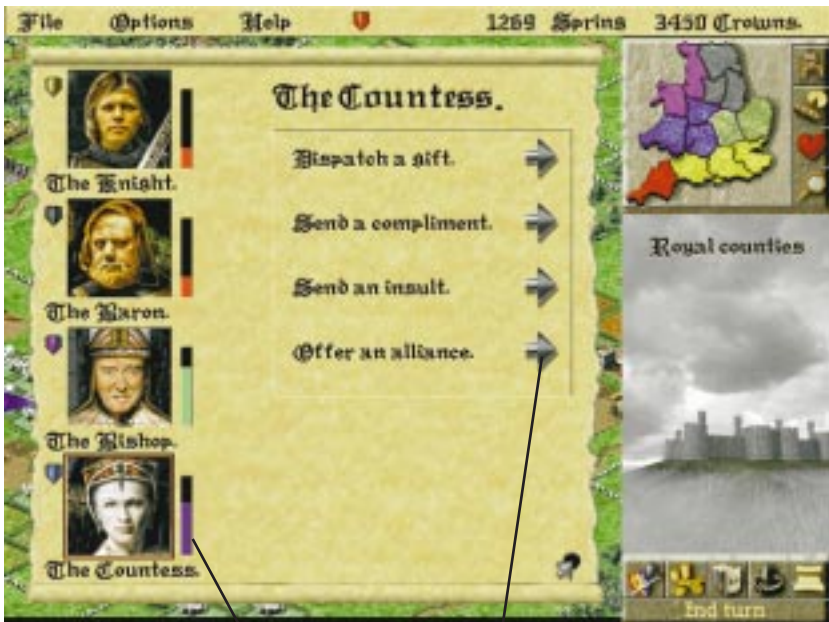 File Options Help 1269 Spring 3450 Crowns.
The Countess.
Dispatch a gift.
Send a compliment.
Send an insult.
Offer an alliance.
The Knight.
The Baron.
The Bishop.
The Countess.
Royal counties
End turn